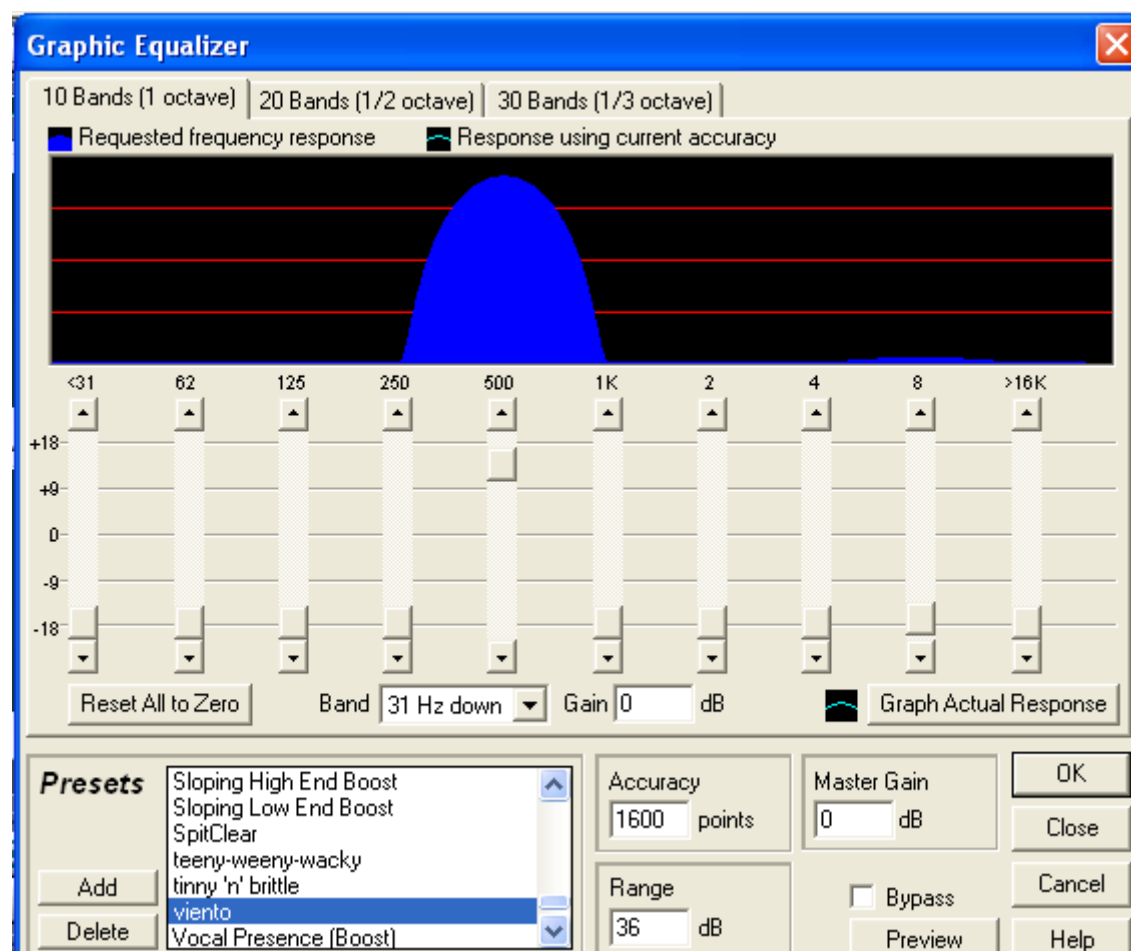 Graphic Equalizer
10 Bands (1 octave) 20 Bands (1/2 octave) 30 Bands (1/3 octave)
Requested frequency response Response using current accuracy
<31 62 125 250 500 1K 2 4 8 >16K
+18
+9
0
-9
-18
Reset All to Zero Band 31 Hz down Gain 0 dB Graph Actual Response
Presets
Sloping High End Boost
Sloping Low End Boost
SpitClear
teeny-weeny-wacky
tinny 'n' brittle
viento
Vocal Presence (Boost)
Add
Delete
Accuracy
1600 points
Range
36 dB
Master Gain
0 dB
Bypass
Preview
OK
Close
Cancel
Help